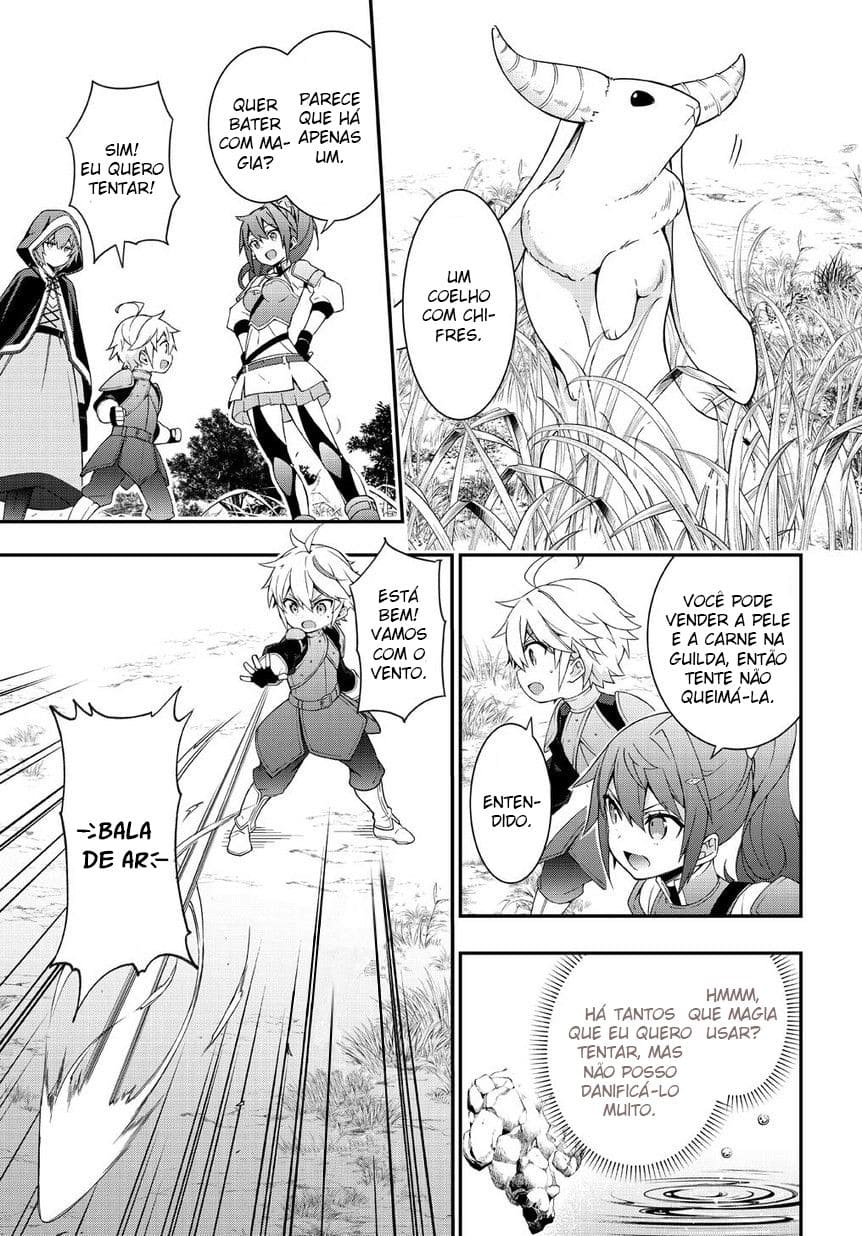 UM
COELHO
COM CHI-
FRES.
PARECE
QUE HÁ
APENAS
UM.
QUER
BATER
COM MA-
GIA?
SIM!
EU QUERO
TENTAR!
VOCÊ PODE
VENDER A PELE
E A CARNE NA
GUILDA, ENTÃO
TENTE NÃO
QUEIMÁ-LA.
ENTEN-
DIDO.
HMMM,
QUE MAGIA
USAR?
HÁ TANTOS
QUE EU QUERO
TENTAR, MAS
NÃO POSSO
DANIFICÁ-LO
MUITO.
ESTÁ
BEM!
VAMOS
COM O
VENTO.
BALA
DE AR